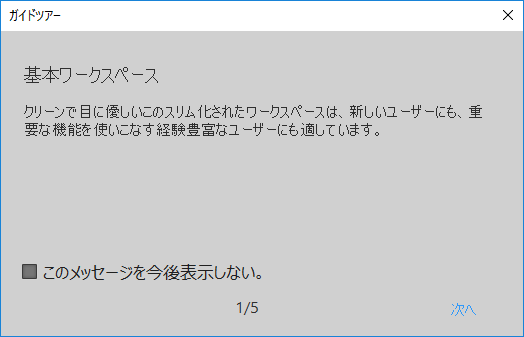 ガイドツアー
基本ワークスペース
クリーンで目に優しいこのスリム化されたワークスペースは、新しいユーザーにも、重
要な機能を使いこなす経験豊富なユーザーにも適しています。
このメッセージを今後表示しない。
1/5
次へ